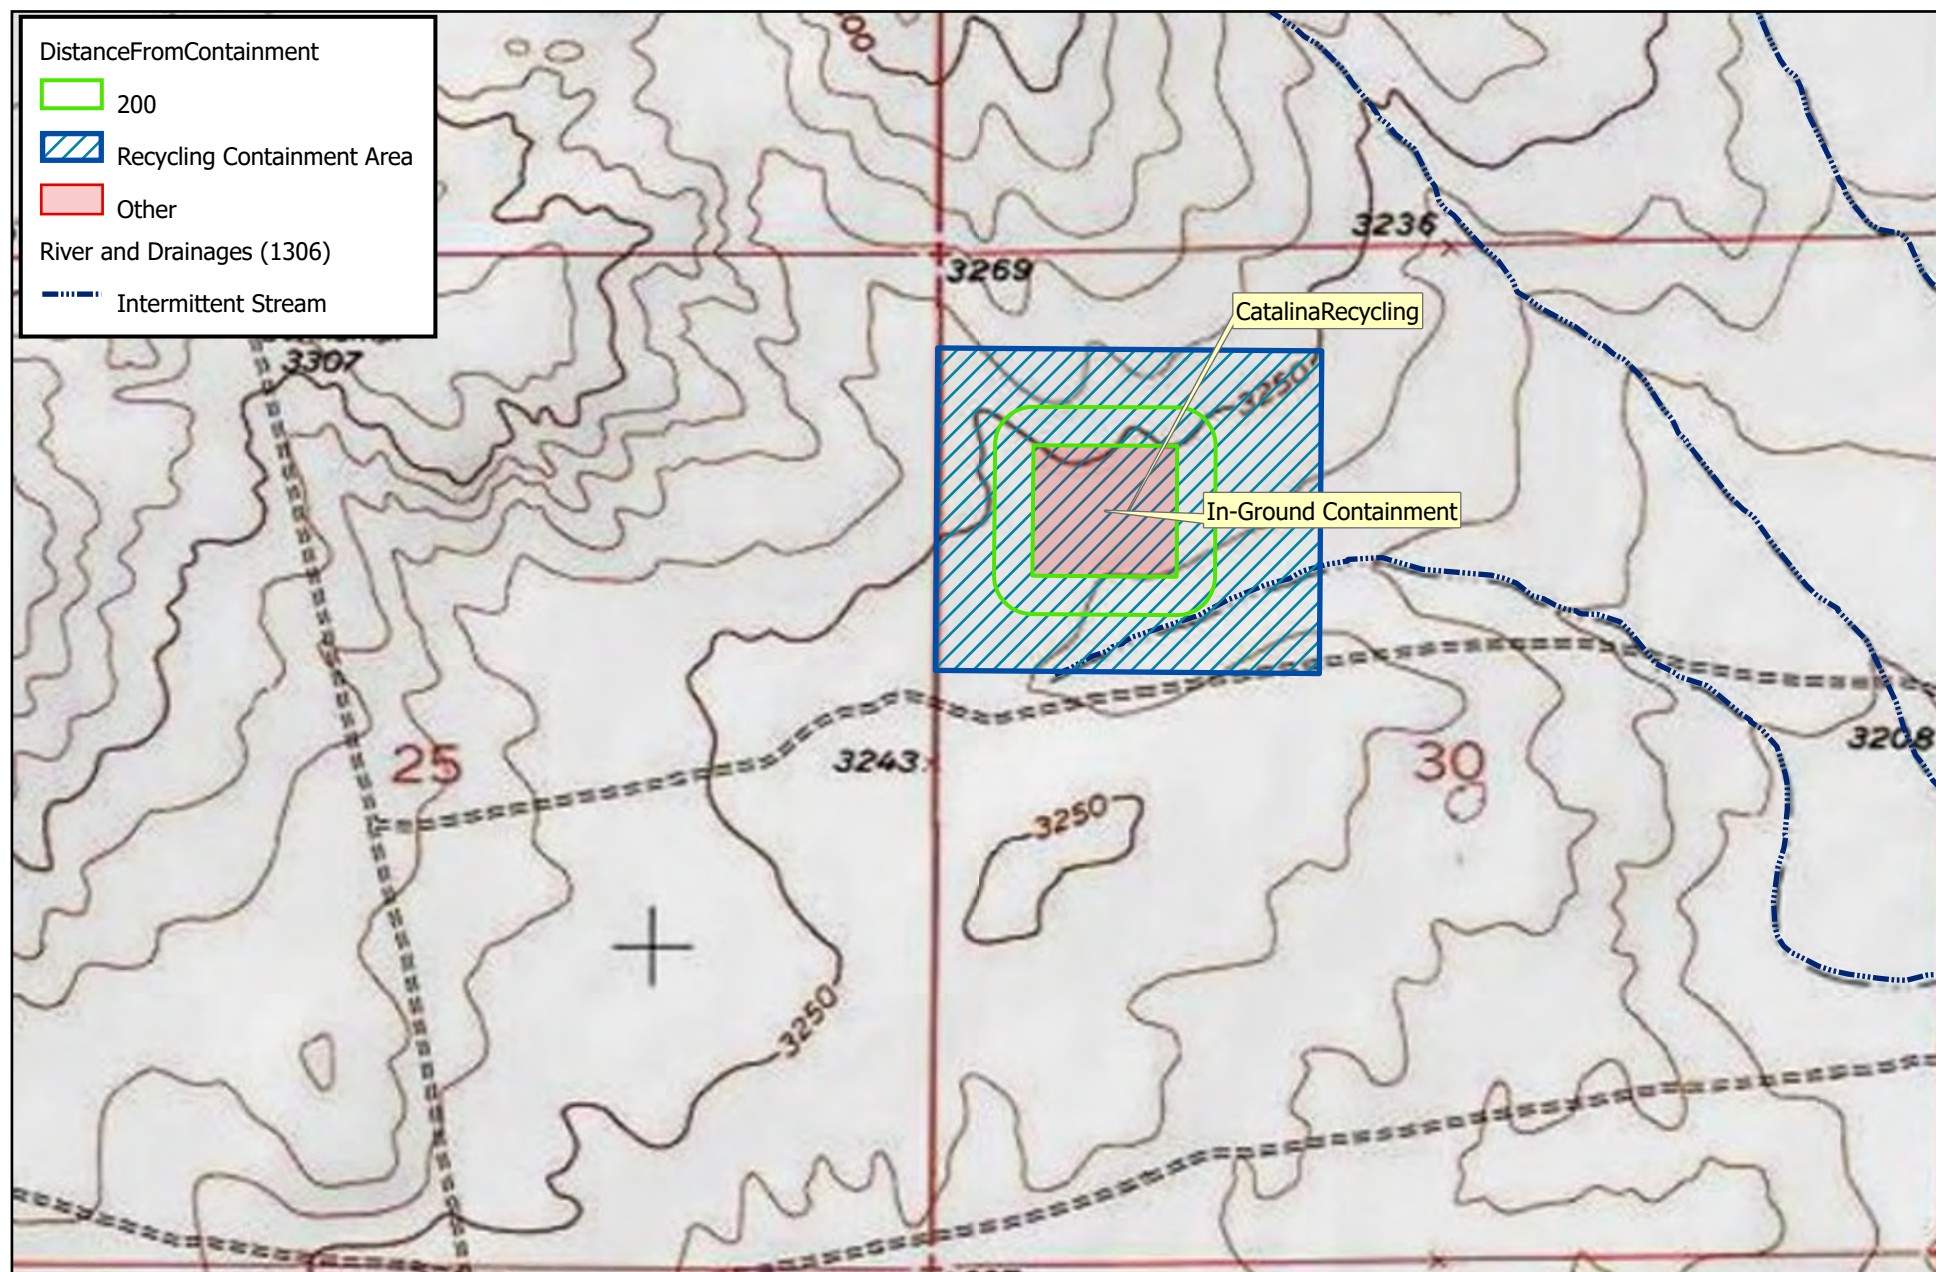 DistanceFromContainment
200
Recycling Containment Area
Other
River and Drainages (1306)
Intermittent Stream
00
3236
3269
CatalinaRecycling
3307
3250
In-Ground Containment
25
3243
30
3208
3250
3250